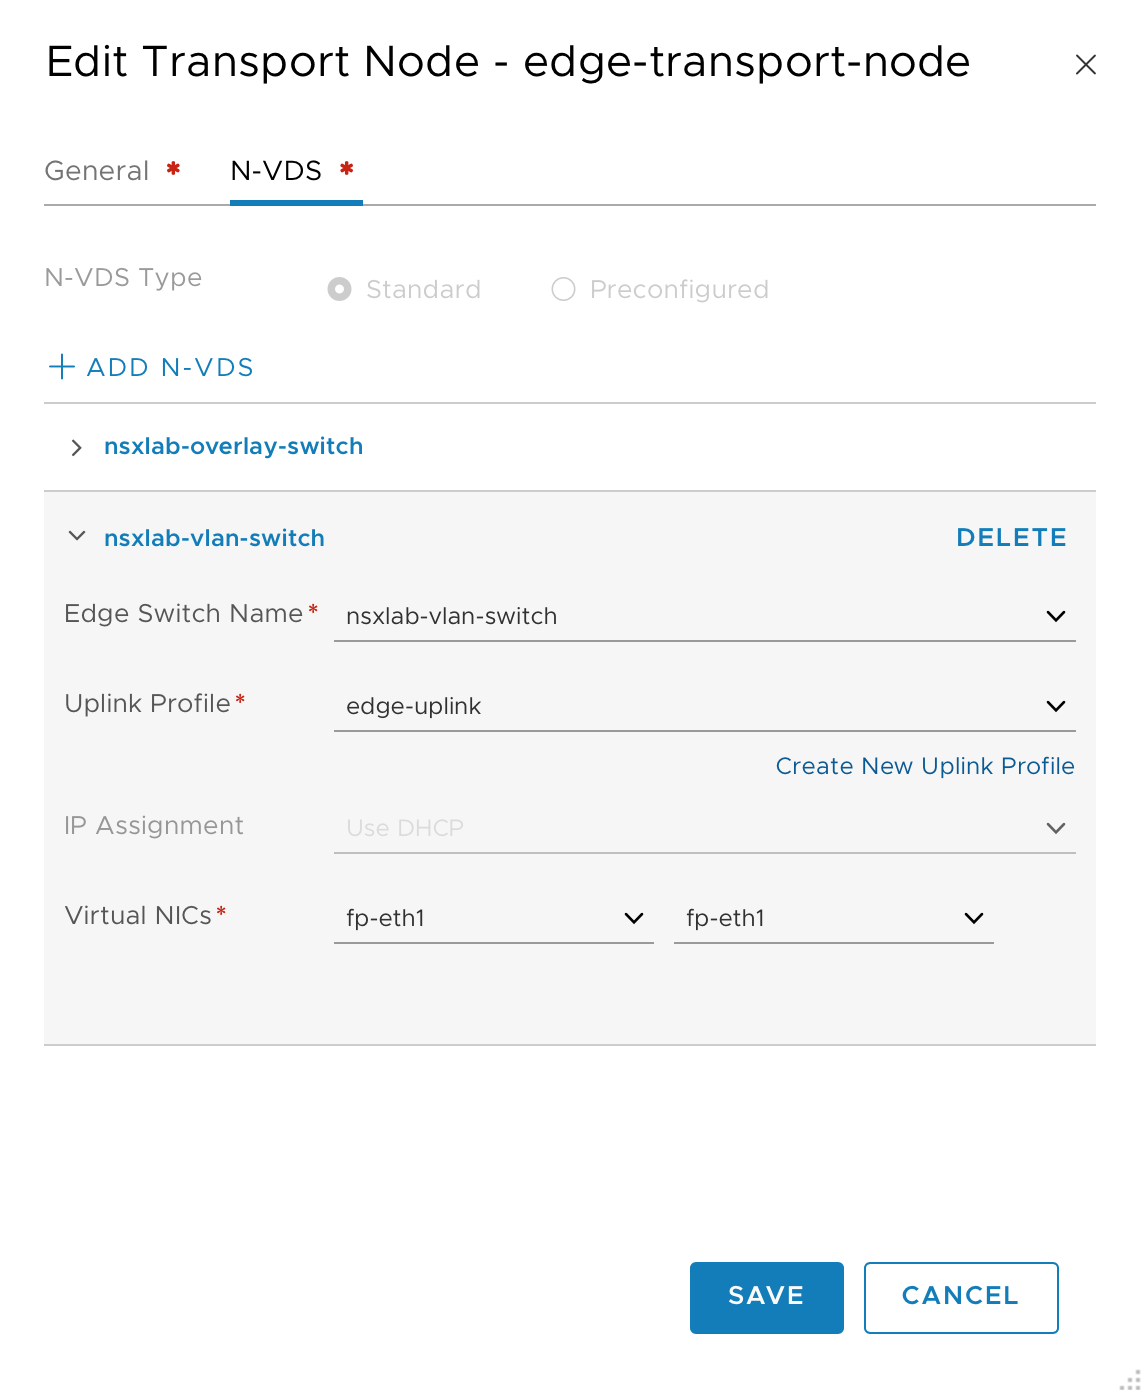 Edit Transport Node - edge-transport-node
General * N-VDS *
N-VDS Type Standard Preconfigured
ADD N-VDS
nsxlab-overlay-switch
nsxlab-vlan-switch DELETE
Edge Switch Name* nsxlab-vlan-switch
Uplink Profile* edge-uplink
Create New Uplink Profile
IP Assignment Use DHCP
Virtual NICs* fp-eth1 fp-eth1
SAVE CANCEL